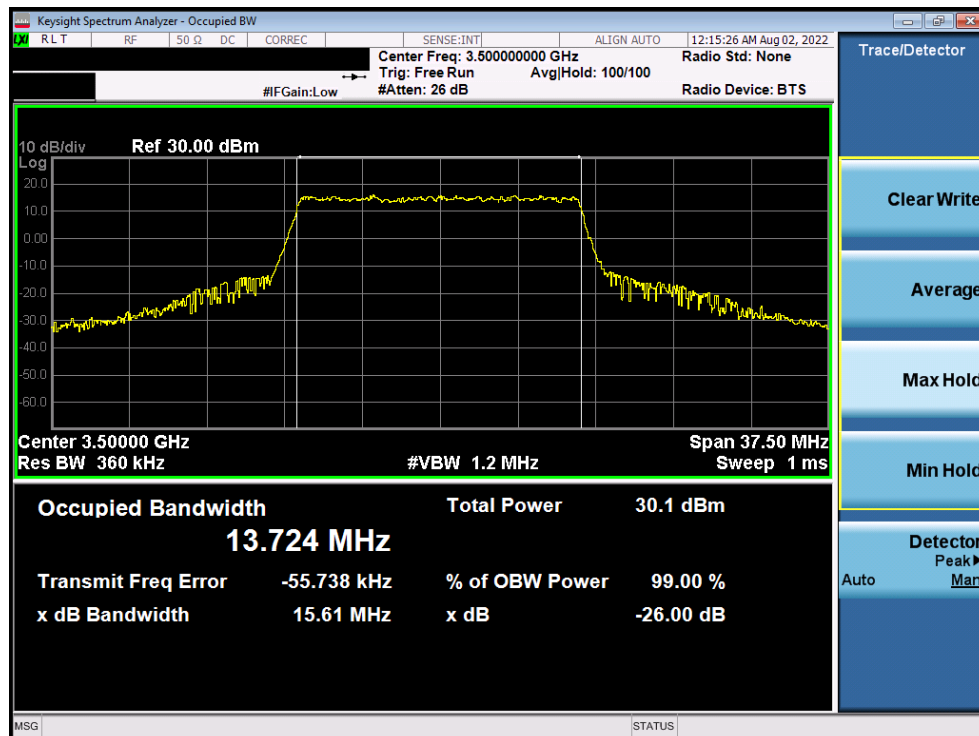 Keysight Spectrum Analyzer - Occupied BW
LXI RLT RF 50 Ω DC CORREC SENSE:INT ALIGN AUTO 12:15:26 AM Aug 02, 2022
Center Freq: 3.500000000 GHz Radio Std: None
Trig: Free Run Avg|Hold: 100/100
#IFGain:Low #Atten: 26 dB Radio Device: BTS
Trace/Detector
10 dB/div Ref 30.00 dBm
Log
20.0
10.0
0.00
-10.0
-20.0
-30.0
-40.0
-50.0
-60.0
Center 3.50000 GHz Span 37.50 MHz
Res BW 360 kHz #VBW 1.2 MHz Sweep 1 ms
Occupied Bandwidth Total Power 30.1 dBm
13.724 MHz
Transmit Freq Error -55.738 kHz % of OBW Power 99.00 %
x dB Bandwidth 15.61 MHz x dB -26.00 dB
Clear Write
Average
Max Hold
Min Hold
Detector
Peak▶
Auto Man
MSG STATUS